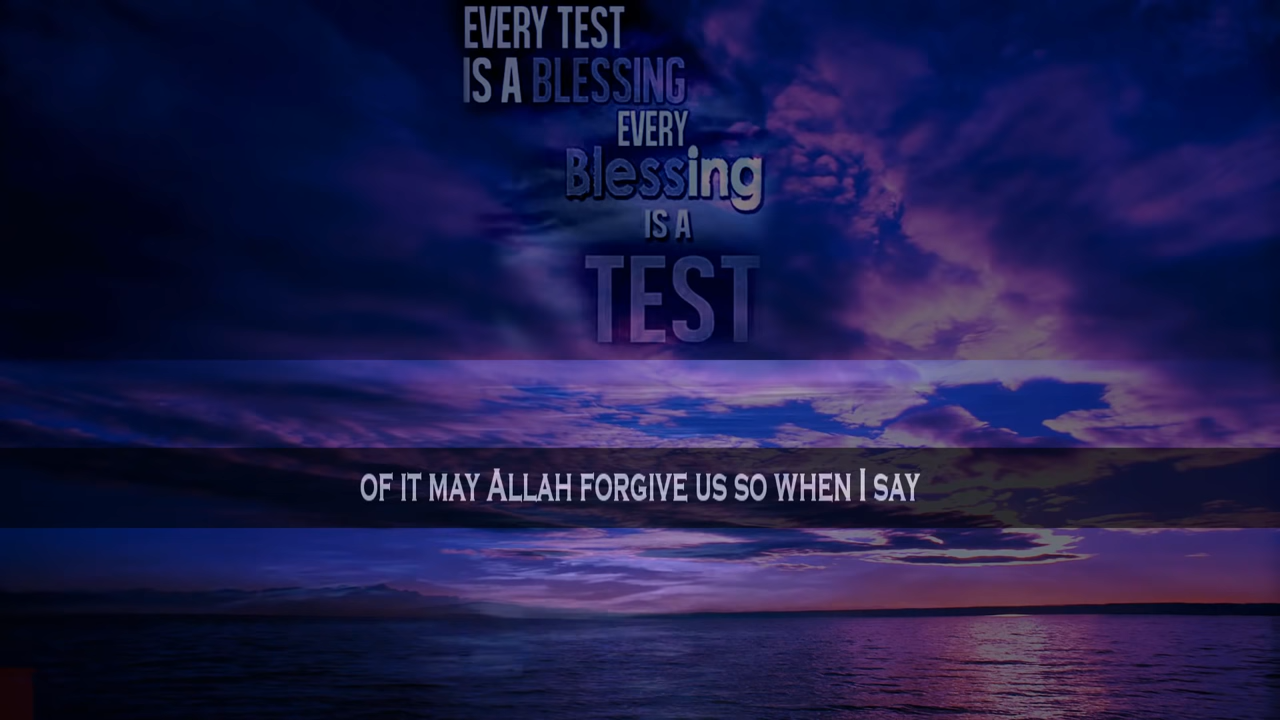 EVERY TEST
IS A BLESSING
EVERY
Blessing
IS A
TEST
OF IT MAY ALLAH FORGIVE US SO WHEN I SAY